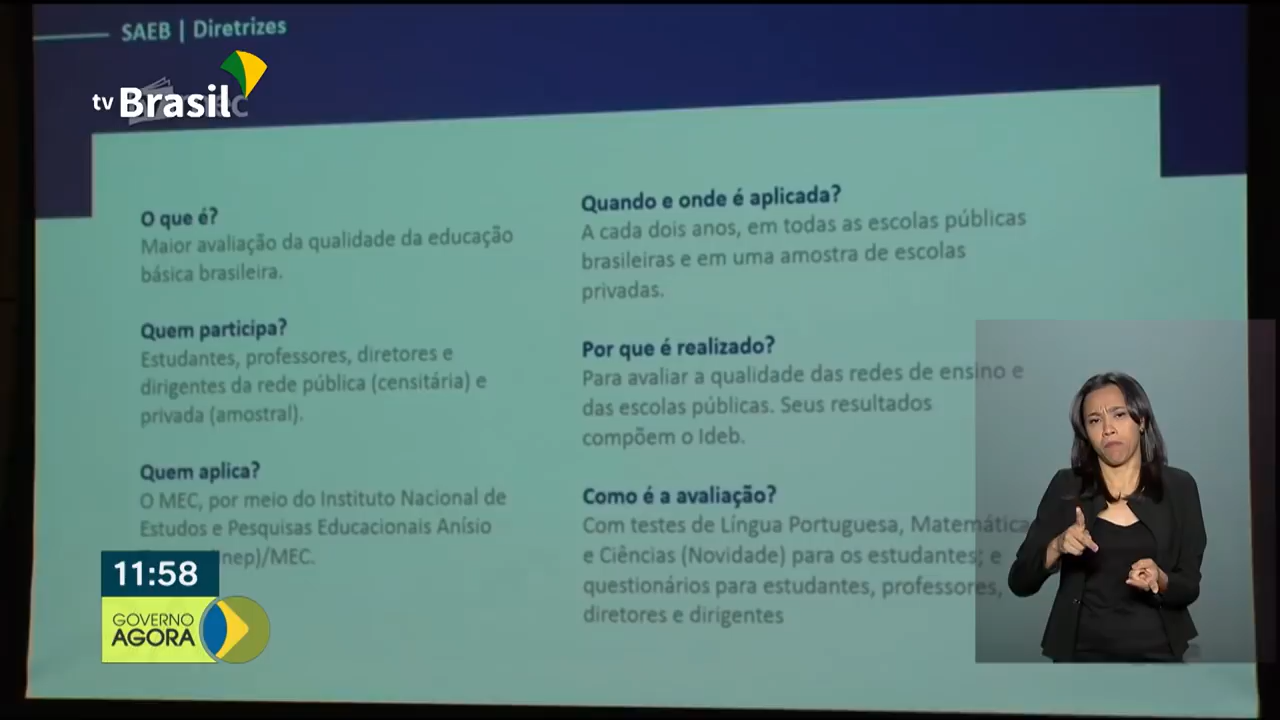 SAEB | Diretrizes
tv Brasil
O que é?
Maior avaliação da qualidade da educação
básica brasileira.
Quem participa?
Estudantes, professores, diretores e
dirigentes da rede pública (censitária) e
privada (amostral).
Quem aplica?
O MEC, por meio do Instituto Nacional de
Estudos e Pesquisas Educacionais Anísio
nep)/MEC.
Quando e onde é aplicada?
A cada dois anos, em todas as escolas públicas
brasileiras e em uma amostra de escolas
privadas.
Por que é realizado?
Para avaliar a qualidade das redes de ensino e
das escolas públicas. Seus resultados
compõem o Ideb.
Como é a avaliação?
Com testes de Língua Portuguesa, Matemática
e Ciências (Novidade) para os estudantes; e
questionários para estudantes, professores,
diretores e dirigentes
11:58
GOVERNO
AGORA